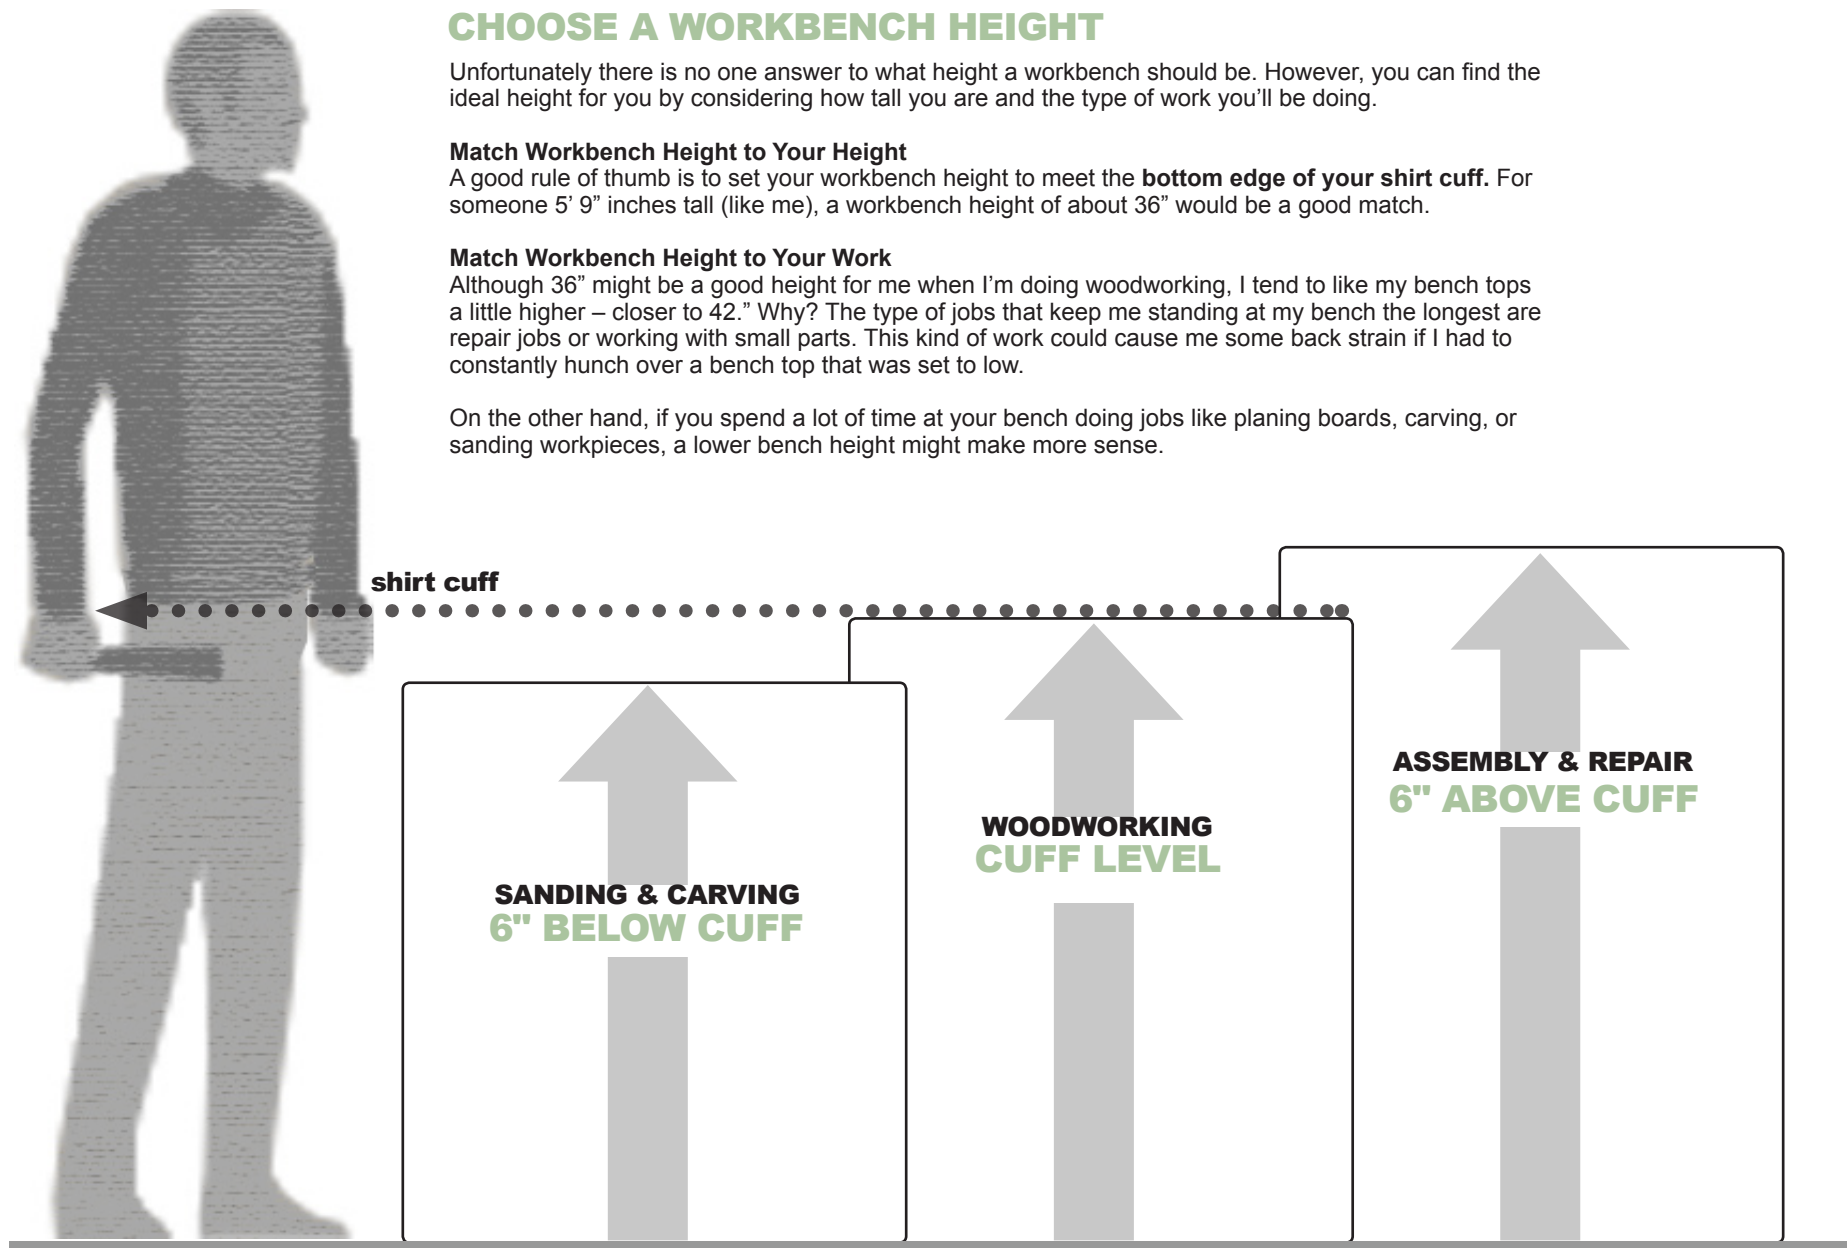 CHOOSE A WORKBENCH HEIGHT
Unfortunately there is no one answer to what height a workbench should be. However, you can find the
ideal height for you by considering how tall you are and the type of work you’ll be doing.
Match Workbench Height to Your Height
A good rule of thumb is to set your workbench height to meet the bottom edge of your shirt cuff. For
someone 5’ 9” inches tall (like me), a workbench height of about 36” would be a good match.
Match Workbench Height to Your Work
Although 36” might be a good height for me when I’m doing woodworking, I tend to like my bench tops
a little higher – closer to 42.” Why? The type of jobs that keep me standing at my bench the longest are
repair jobs or working with small parts. This kind of work could cause me some back strain if I had to
constantly hunch over a bench top that was set to low.
On the other hand, if you spend a lot of time at your bench doing jobs like planing boards, carving, or
sanding workpieces, a lower bench height might make more sense.
shirt cuff
SANDING & CARVING
6" BELOW CUFF
WOODWORKING
CUFF LEVEL
ASSEMBLY & REPAIR
6" ABOVE CUFF